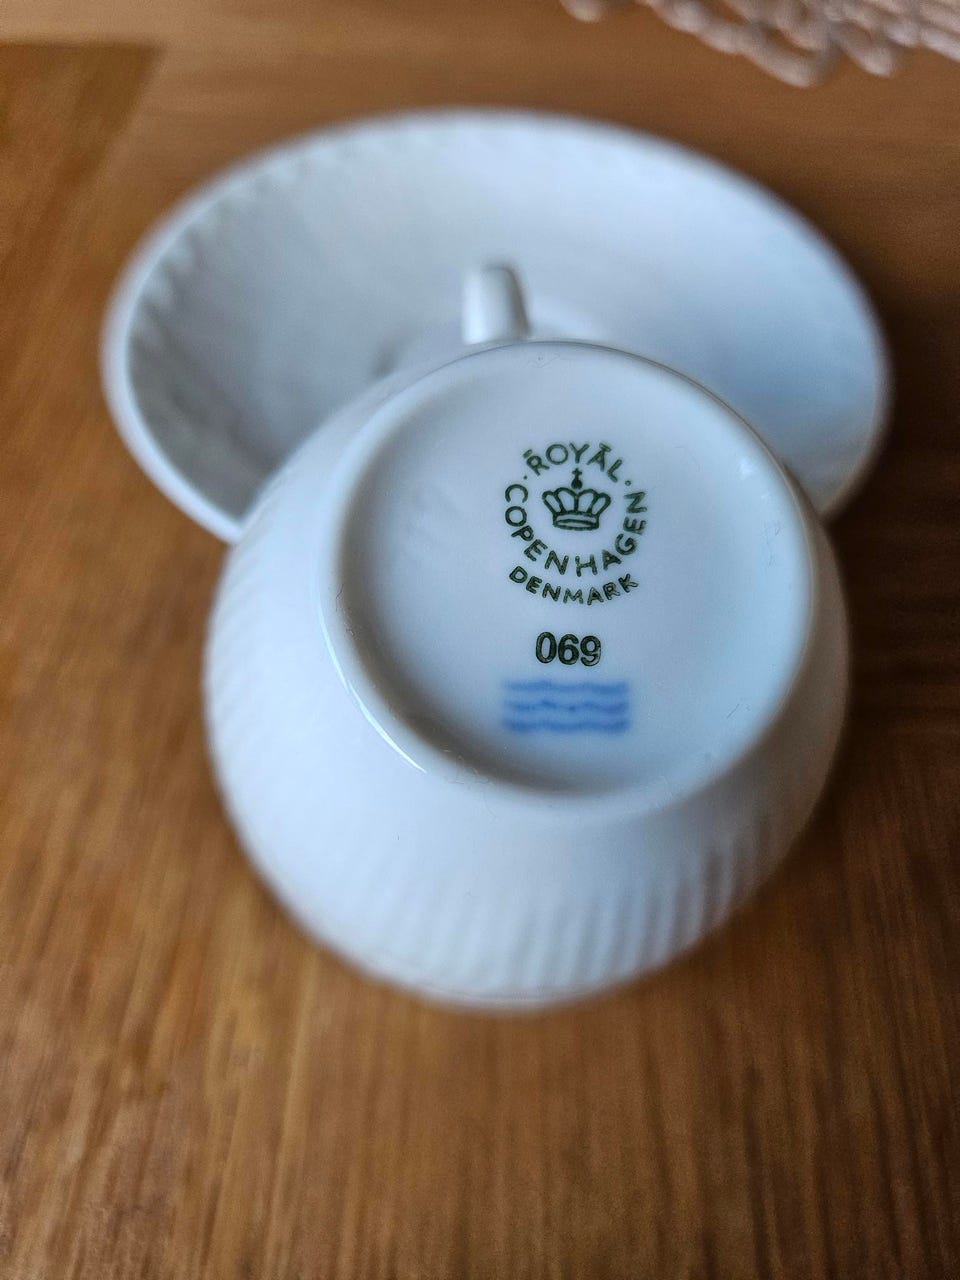 ROYAL
COPENHAGEN
DENMARK
069